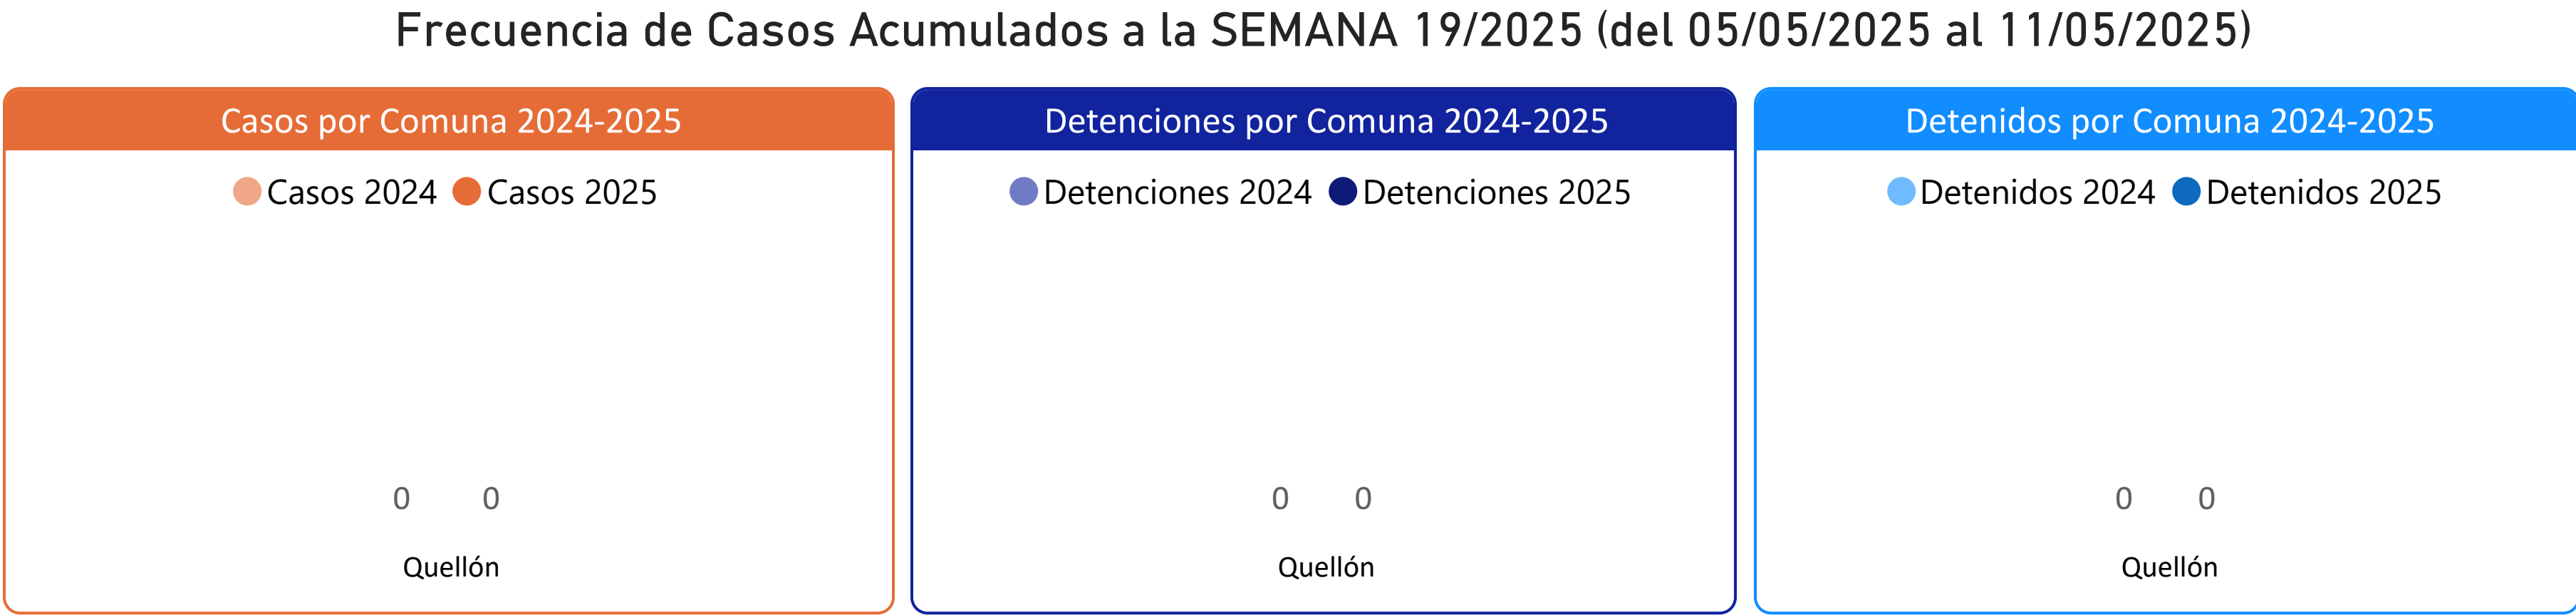 Frecuencia de Casos Acumulados a la SEMANA 19/2025 (del 05/05/2025 al 11/05/2025)
Casos por Comuna 2024-2025
Casos 2024 Casos 2025
0 0
Quellón
Detenciones por Comuna 2024-2025
Detenciones 2024 Detenciones 2025
0 0
Quellón
Detenidos por Comuna 2024-2025
Detenidos 2024 Detenidos 2025
0 0
Quellón